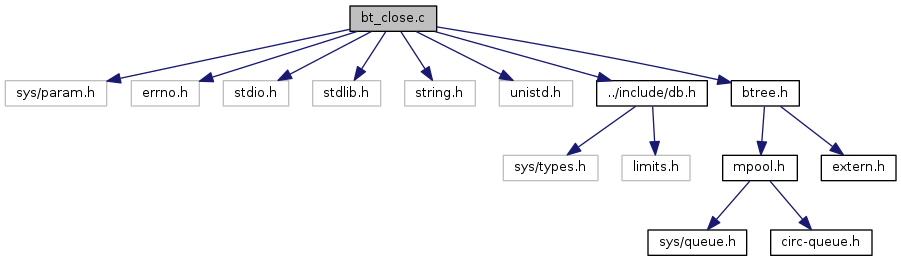 bt_close.c
sys/param.h
errno.h
stdio.h
stdlib.h
string.h
unistd.h
../include/db.h
btree.h
sys/types.h
limits.h
mpool.h
extern.h
sys/queue.h
circ-queue.h